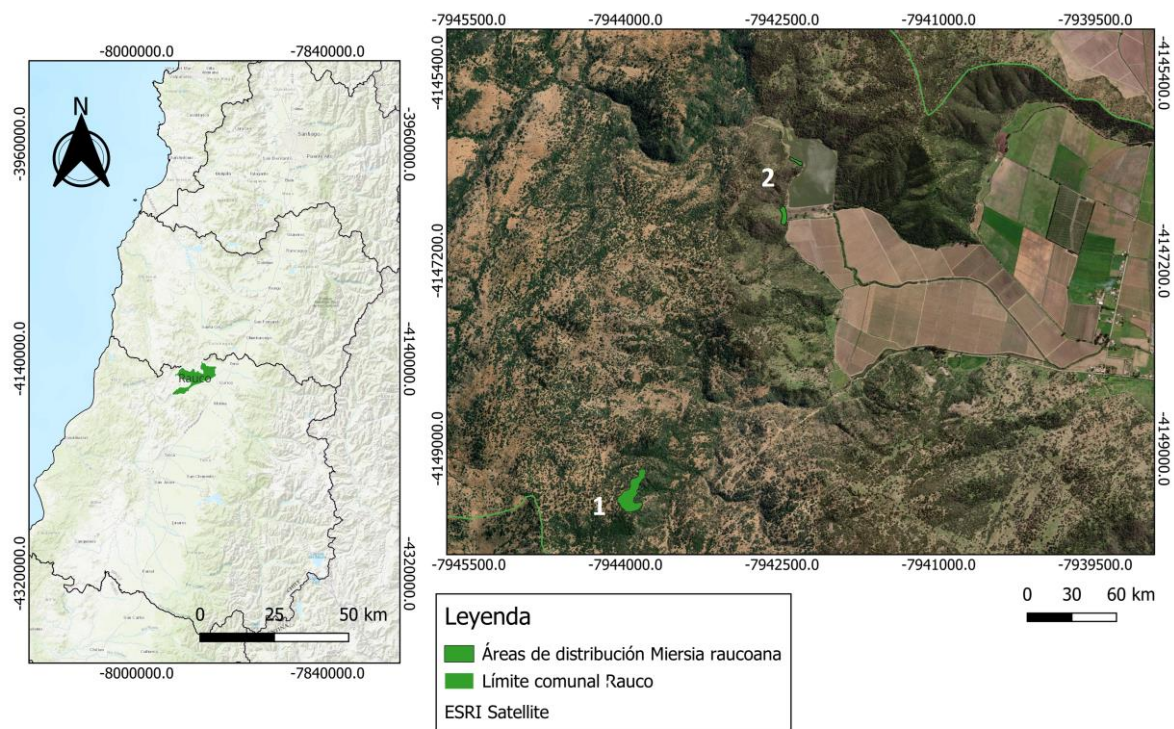 -8000000.0 -7840000.0
N
-3960000.0 -3960000.0
Santiago
Rauco
-4140000.0 -4140000.0
-4320000.0 -4320000.0
0 25 50 km
-8000000.0 -7840000.0
-7945500.0 -7944000.0 -7942500.0 -7941000.0 -7939500.0
-4145400.0 -4145400.0
2
-4147200.0 -4147200.0
-4149000.0 -4149000.0
1
-7945500.0 -7944000.0 -7942500.0 -7941000.0 -7939500.0
0 30 60 km
Leyenda
Áreas de distribución Miersia raucoana
Límite comunal Rauco
ESRI Satellite